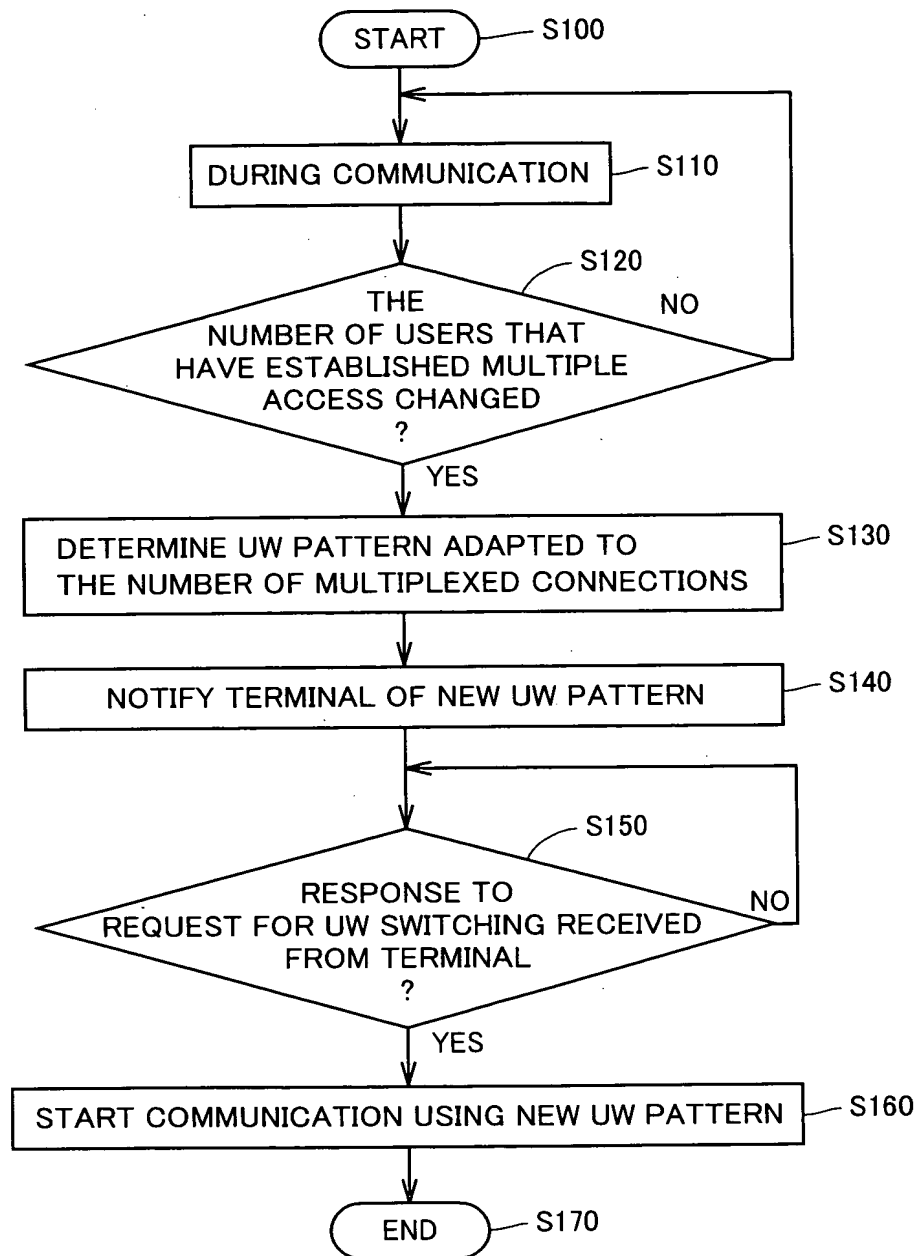 START
S100
DURING COMMUNICATION
S110
S120
THE
NUMBER OF USERS THAT
HAVE ESTABLISHED MULTIPLE
ACCESS CHANGED
?
NO
YES
DETERMINE UW PATTERN ADAPTED TO
THE NUMBER OF MULTIPLEXED CONNECTIONS
S130
NOTIFY TERMINAL OF NEW UW PATTERN
S140
S150
RESPONSE TO
REQUEST FOR UW SWITCHING RECEIVED
FROM TERMINAL
?
NO
YES
START COMMUNICATION USING NEW UW PATTERN
S160
END
S170